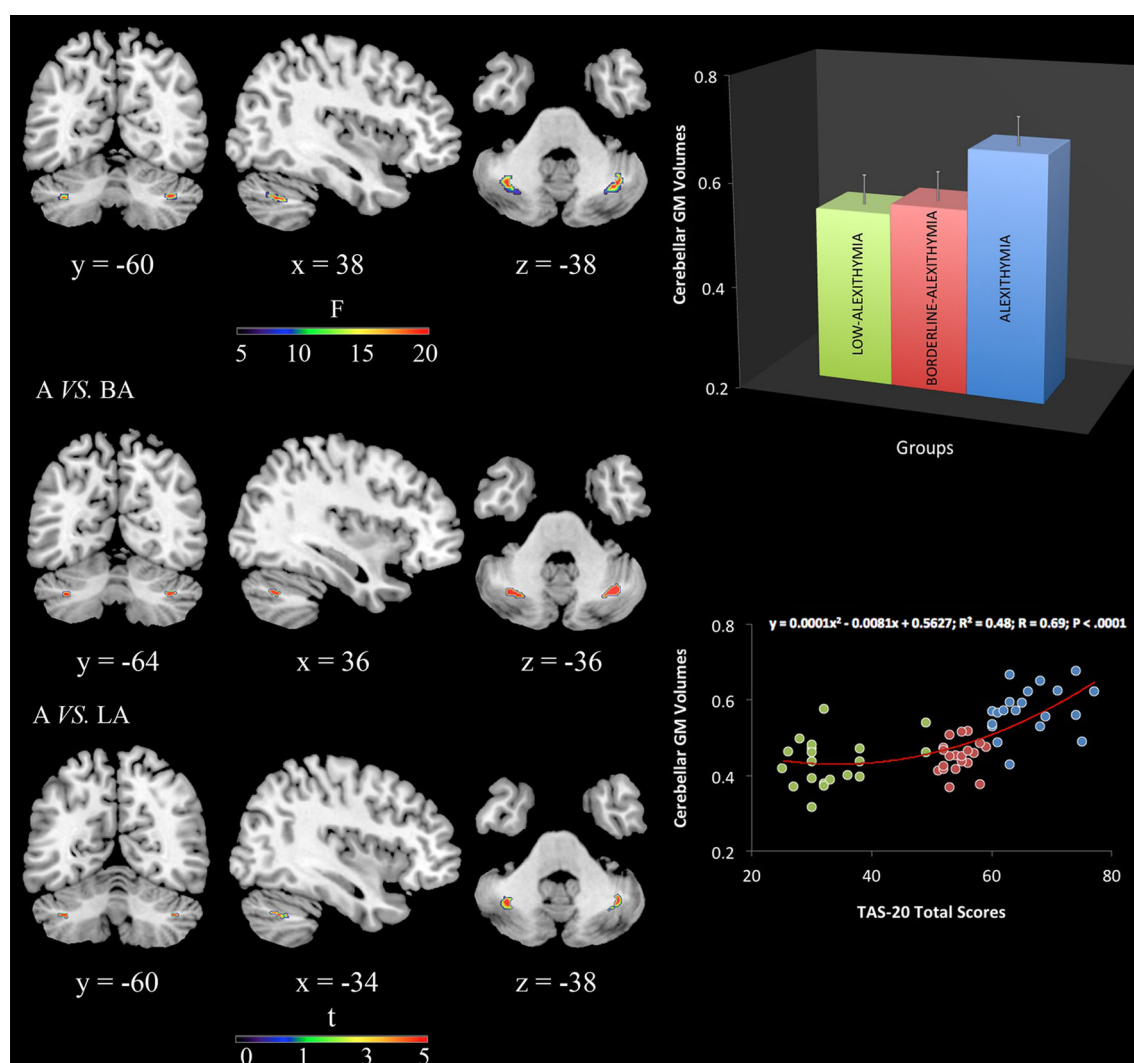 y = -60 x = 38 z = -38
F
5 10 15 20
A VS. BA
y = -64 x = 36 z = -36
A VS. LA
y = -60 x = -34 z = -38
t
0 1 3 5
Cerebellar GM Volumes
0.8
0.6
0.4
0.2
LOW-ALEXITHYMIA
BORDERLINE-ALEXITHYMIA
ALEXITHYMIA
Groups
y = 0.0001x² - 0.0081x + 0.5627; R² = 0.48; R = 0.69; P < .0001
Cerebellar GM Volumes
0.8
0.6
0.4
0.2
20 40 60 80
TAS-20 Total Scores